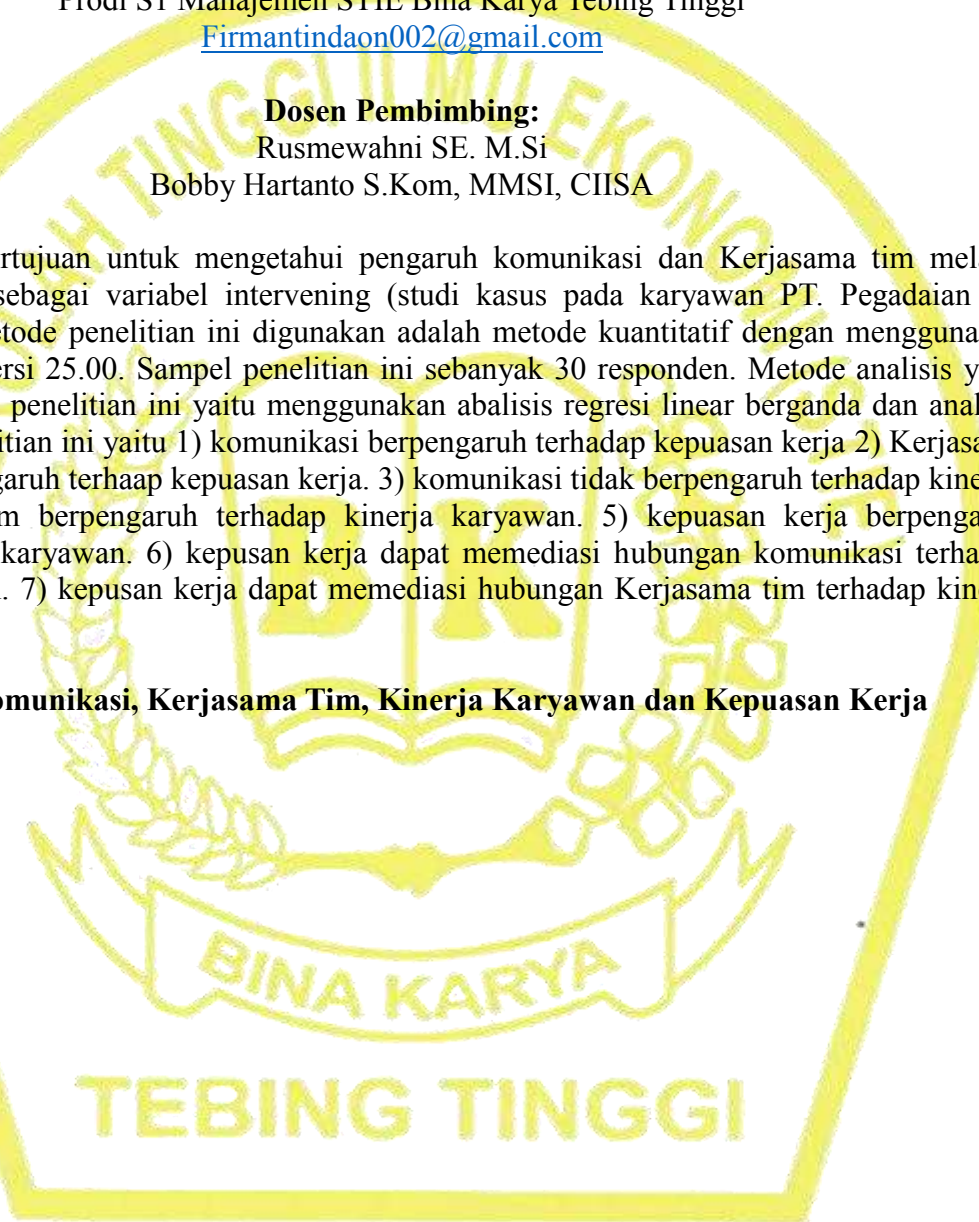 Prodi S1 Manajemen STIE Bina Karya Tebing Tinggi
Firmantindaon002@gmail.com
Dosen Pembimbing:
Rusmewahni SE. M.Si
Bobby Hartanto S.Kom, MMSI, CIISA
rtujuan untuk mengetahui pengaruh komunikasi dan Kerjasama tim mela
sebagai variabel intervening (studi kasus pada karyawan PT. Pegadaian
etode penelitian ini digunakan adalah metode kuantitatif dengan mengguna
ersi 25.00. Sampel penelitian ini sebanyak 30 responden. Metode analisis y
penelitian ini yaitu menggunakan abalisis regresi linear berganda dan anal
itian ini yaitu 1) komunikasi berpengaruh terhadap kepuasan kerja 2) Kerjasa
garuh terhaap kepuasan kerja. 3) komunikasi tidak berpengaruh terhadap kine
m berpengaruh terhadap kinerja karyawan. 5) kepuasan kerja berpenga
karyawan. 6) kepusan kerja dapat memediasi hubungan komunikasi terha
. 7) kepusan kerja dapat memediasi hubungan Kerjasama tim terhadap kin
omunikasi, Kerjasama Tim, Kinerja Karyawan dan Kepuasan Kerja
TINGGI ILMU EKONOMI
BK
BINA KARYA
TEBING TINGGI